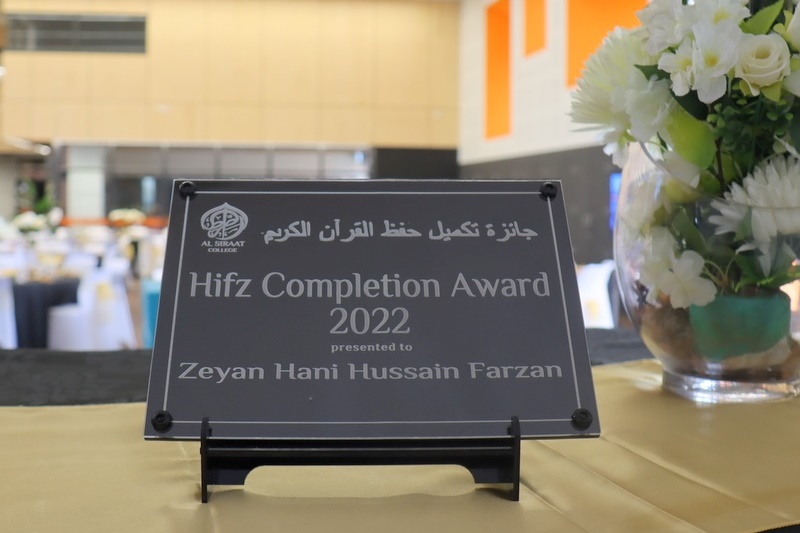 AL SIRAAT
COLLEGE
جائزة تكميل حفظ القرآن الكريم
Hifz Completion Award
2022
presented to
Zeyan Hani Hussain Farzan